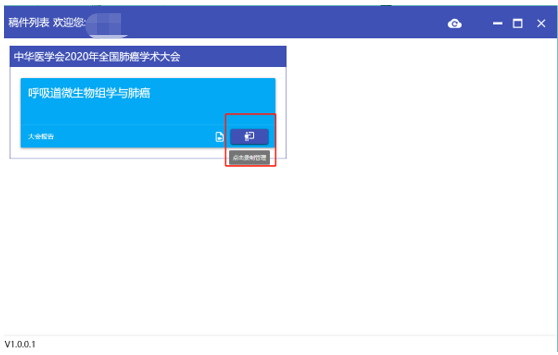 稿件列表 欢迎您:
中华医学会2020年全国肺癌学术大会
呼吸道微生物组学与肺癌
大会报告
点击录制管理
V1.0.0.1